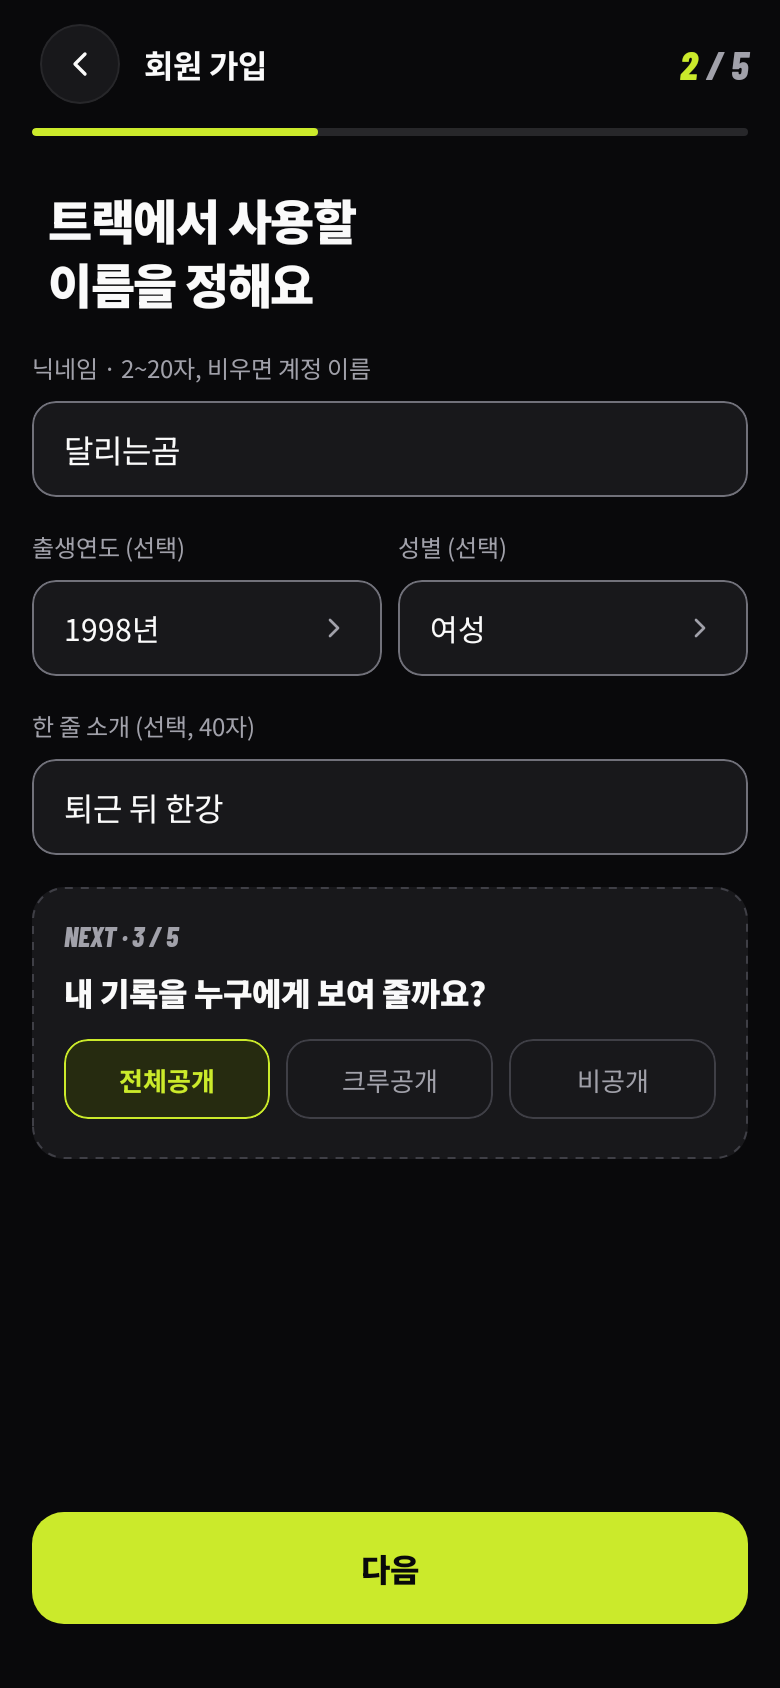 회원 가입
2 / 5
트랙에서 사용할
이름을 정해요
닉네임 · 2~20자, 비우면 계정 이름
달리는곰
출생연도 (선택) 성별 (선택)
1998년 여성
한 줄 소개 (선택, 40자)
퇴근 뒤 한강
NEXT · 3 / 5
내 기록을 누구에게 보여 줄까요?
전체공개 크루공개 비공개
다음